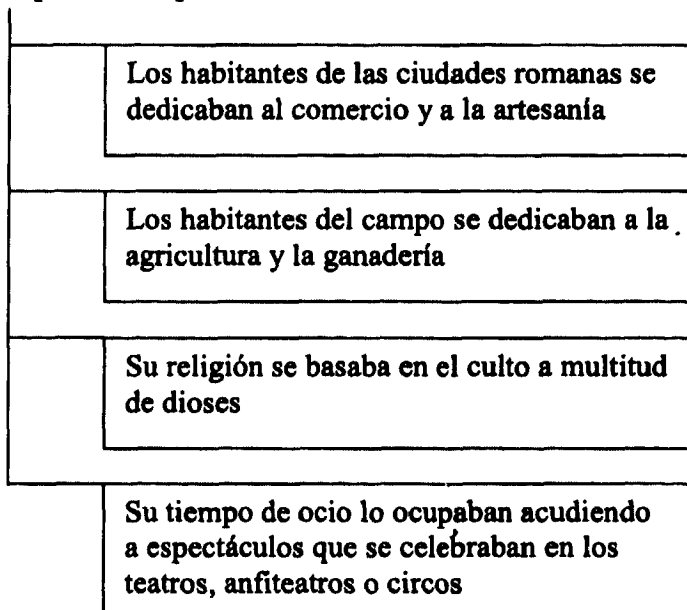 Los habitantes de las ciudades romanas se
dedicaban al comercio y a la artesanía
Los habitantes del campo se dedicaban a la
agricultura y la ganadería
Su religión se basaba en el culto a multitud
de dioses
Su tiempo de ocio lo ocupaban acudiendo
a espectáculos que se celebraban en los
teatros, anfiteatros o circos